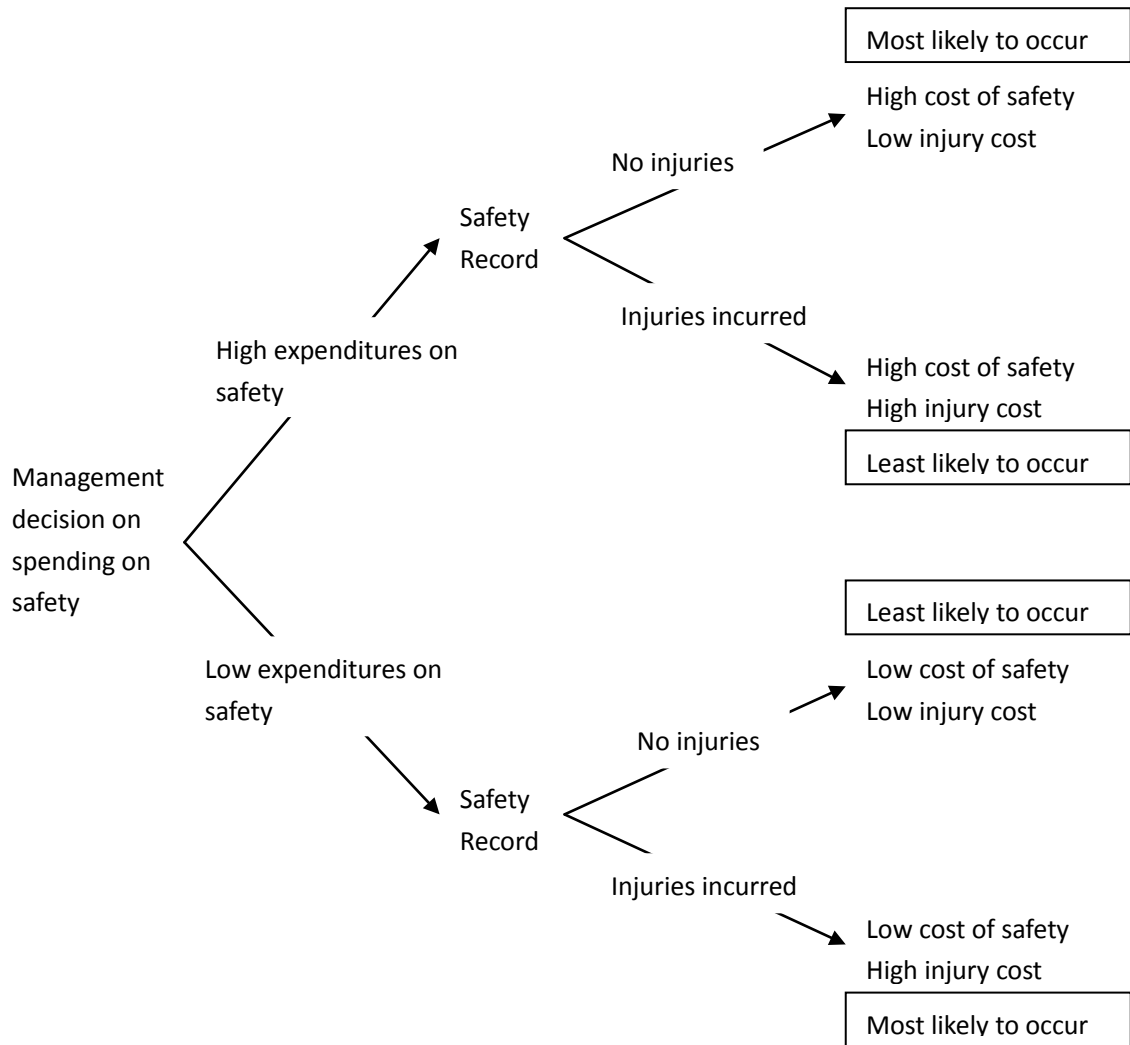 Most likely to occur
High cost of safety
Low injury cost
No injuries
Safety
Record
Injuries incurred
High expenditures on
safety
High cost of safety
High injury cost
Least likely to occur
Management
decision on
spending on
safety
Least likely to occur
Low expenditures on
safety
Low cost of safety
Low injury cost
No injuries
Safety
Record
Injuries incurred
Low cost of safety
High injury cost
Most likely to occur